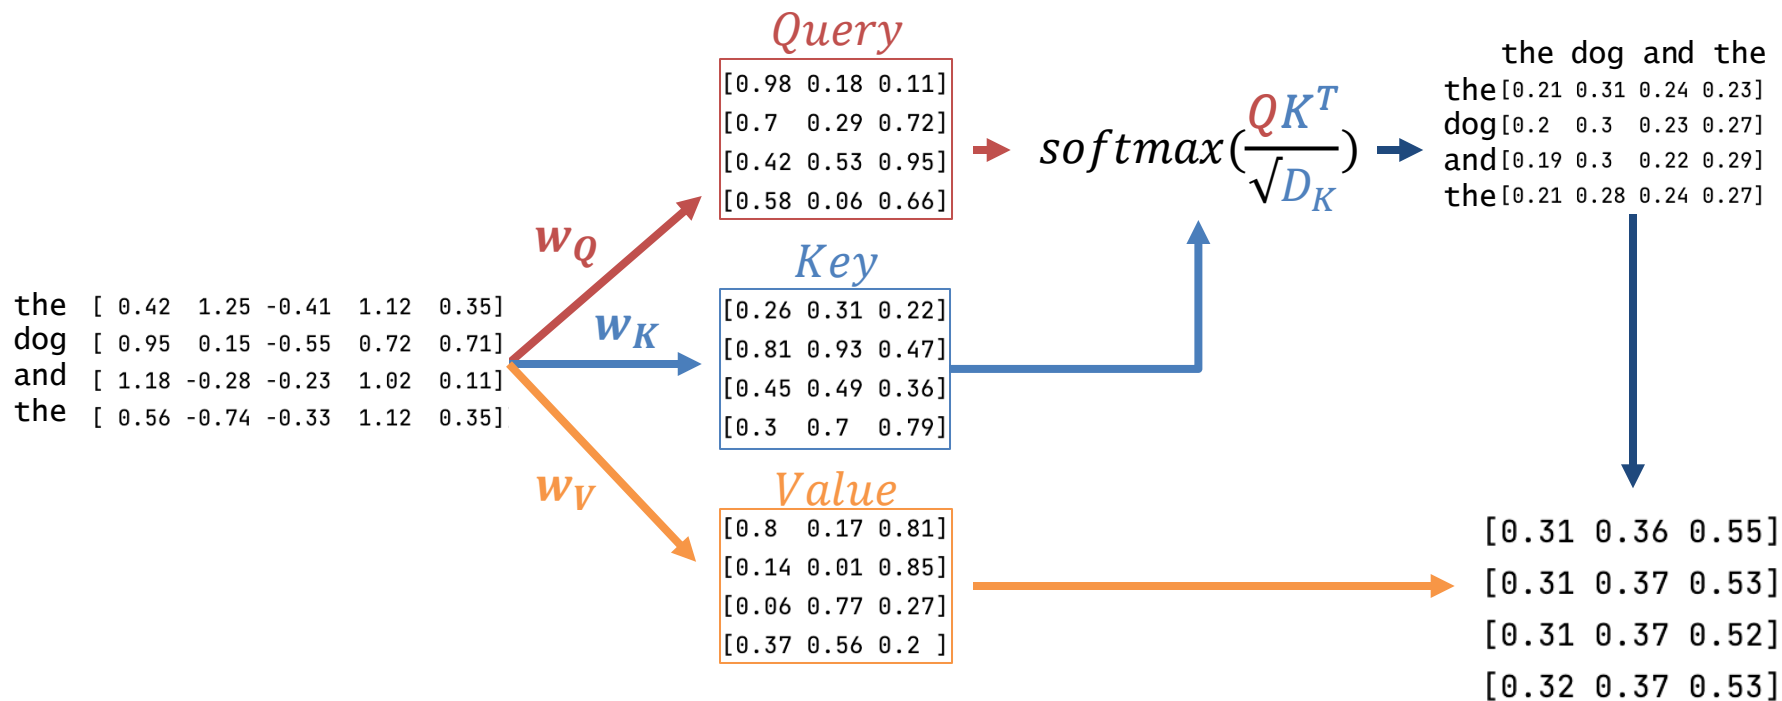 the [ 0.42 1.25 -0.41 1.12 0.35]
dog [ 0.95 0.15 -0.55 0.72 0.71]
and [ 1.18 -0.28 -0.23 1.02 0.11]
the [ 0.56 -0.74 -0.33 1.12 0.35]
w_Q
w_K
w_V
Query
[0.98 0.18 0.11]
[0.7 0.29 0.72]
[0.42 0.53 0.95]
[0.58 0.06 0.66]
Key
[0.26 0.31 0.22]
[0.81 0.93 0.47]
[0.45 0.49 0.36]
[0.3 0.7 0.79]
Value
[0.8 0.17 0.81]
[0.14 0.01 0.85]
[0.06 0.77 0.27]
[0.37 0.56 0.2 ]
softmax(QK^T/√D_K)
the dog and the
the[0.21 0.31 0.24 0.23]
dog[0.2 0.3 0.23 0.27]
and[0.19 0.3 0.22 0.29]
the[0.21 0.28 0.24 0.27]
[0.31 0.36 0.55]
[0.31 0.37 0.53]
[0.31 0.37 0.52]
[0.32 0.37 0.53]